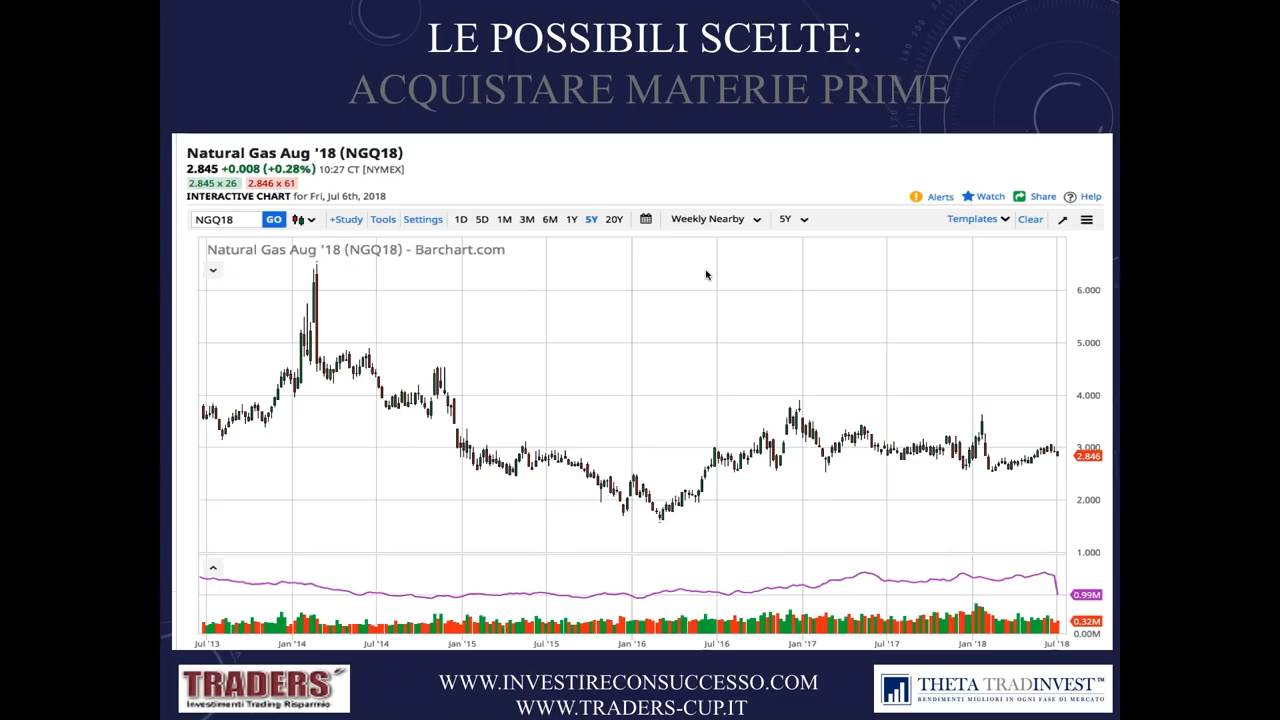 LE POSSIBILI SCELTE:
ACQUISTARE MATERIE PRIME
Natural Gas Aug '18 (NGQ18)
2.845 +0.008 (+0.28%) 10:27 CT [NYMEX]
2.845 x 26 2.846 x 61
INTERACTIVE CHART for Fri, Jul 6th, 2018
Alerts Watch Share Help
NGQ18 GO +Study Tools Settings 1D 5D 1M 3M 6M 1Y 5Y 20Y Weekly Nearby 5Y Templates Clear
Natural Gas Aug '18 (NGQ18) - Barchart.com
6.000
5.000
4.000
3.000
2.846
2.000
1.000
0.99M
0.32M
0.00M
Jul '13 Jan '14 Jul '14 Jan '15 Jul '15 Jan '16 Jul '16 Jan '17 Jul '17 Jan '18 Jul '18
TRADERS'
Investimenti Trading Risparmio
WWW.INVESTIRECONSUCCESSO.COM
WWW.TRADERS-CUP.IT
THETA TRADINVEST™
RENDIMENTI MIGLIORI IN OGNI FASE DI MERCATO